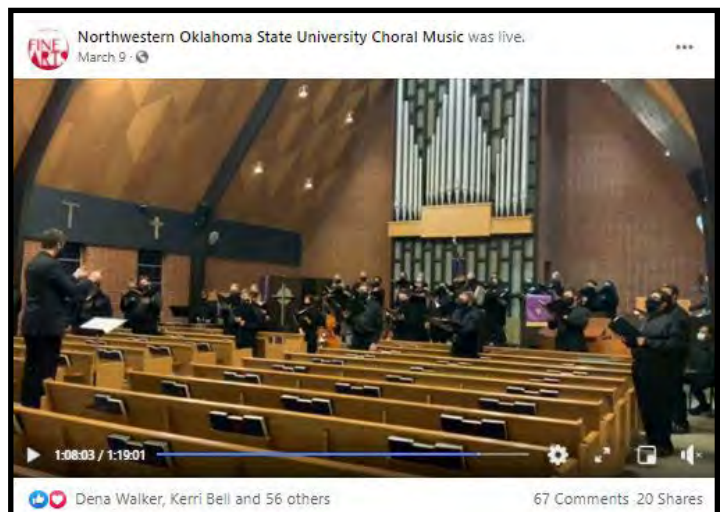 FINE
ARTS
Northwestern Oklahoma State University Choral Music was live.
March 9 ·
1:08:03 / 1:19:01
Dena Walker, Kerri Bell and 56 others
67 Comments 20 Shares